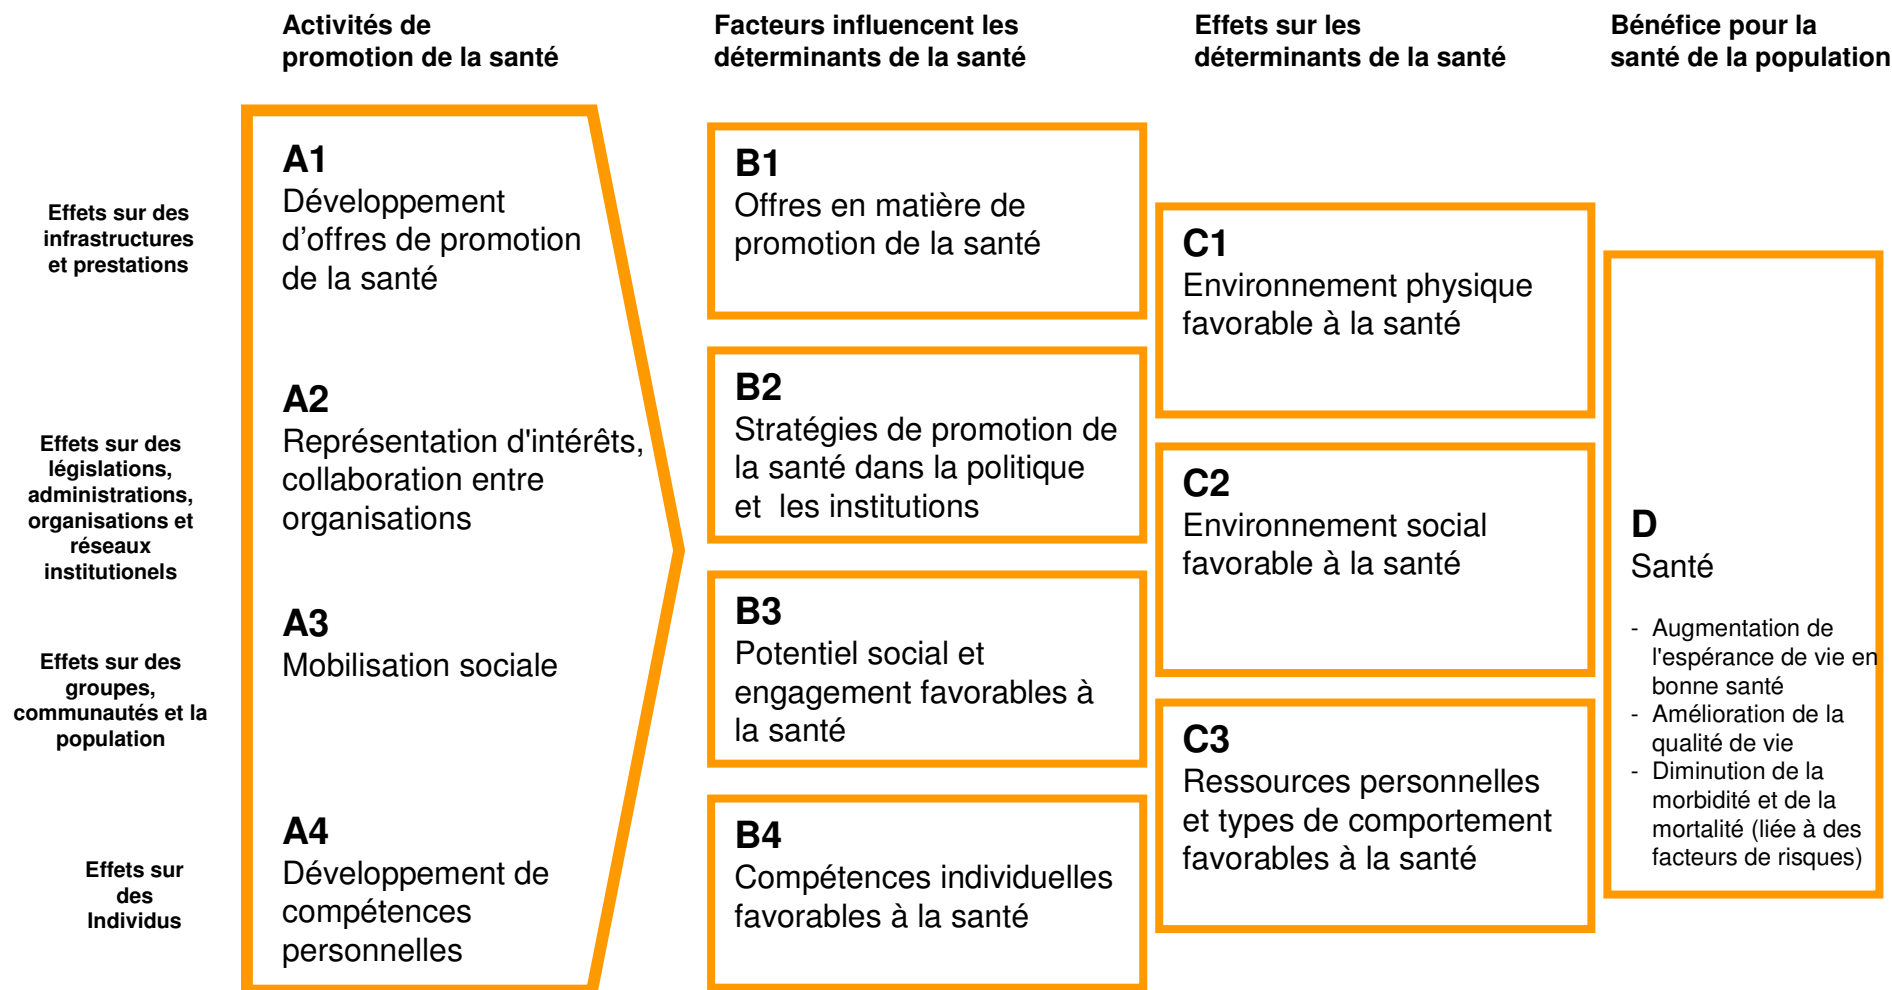 Activités de
promotion de la santé
Facteurs influencent les
déterminants de la santé
Effets sur les
déterminants de la santé
Bénéfice pour la
santé de la population
Effets sur des
infrastructures
et prestations
Effets sur des
législations,
administrations,
organisations et
réseaux
institutionels
Effets sur des
groupes,
communautés et la
population
Effets sur
des
Individus
A1
Développement
d’offres de promotion
de la santé
A2
Représentation d'intérêts,
collaboration entre
organisations
A3
Mobilisation sociale
A4
Développement de
compétences
personnelles
B1
Offres en matière de
promotion de la santé
B2
Stratégies de promotion de
la santé dans la politique
et les institutions
B3
Potentiel social et
engagement favorables à
la santé
B4
Compétences individuelles
favorables à la santé
C1
Environnement physique
favorable à la santé
C2
Environnement social
favorable à la santé
C3
Ressources personnelles
et types de comportement
favorables à la santé
D
Santé
- Augmentation de
l'espérance de vie en
bonne santé
- Amélioration de la
qualité de vie
- Diminution de la
morbidité et de la
mortalité (liée à des
facteurs de risques)